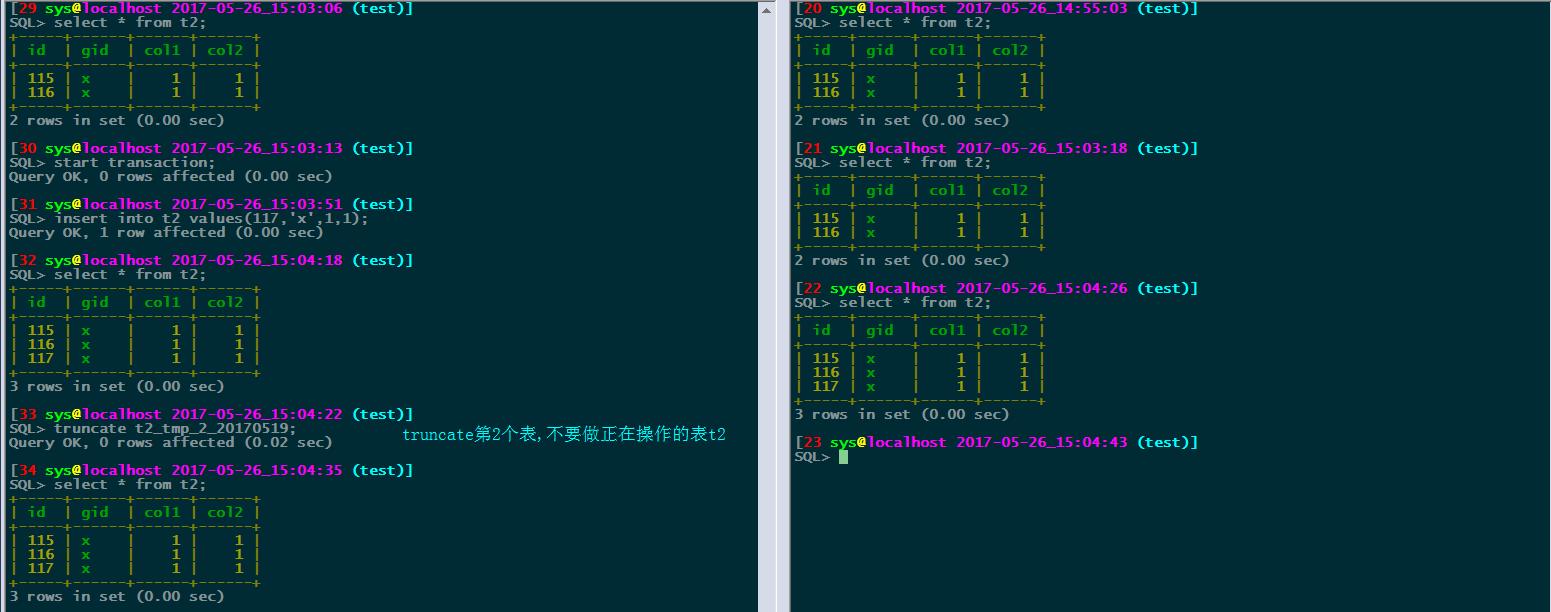 [29 sys@localhost 2017-05-26_15:03:06 (test)]
SQL> select * from t2;
+-----+------+------+------+
| id  | gid  | col1 | col2 |
+-----+------+------+------+
| 115 | x    |    1 |    1 |
| 116 | x    |    1 |    1 |
+-----+------+------+------+
2 rows in set (0.00 sec)
[30 sys@localhost 2017-05-26_15:03:13 (test)]
SQL> start transaction;
Query OK, 0 rows affected (0.00 sec)
[31 sys@localhost 2017-05-26_15:03:51 (test)]
SQL> insert into t2 values(117,'x',1,1);
Query OK, 1 row affected (0.00 sec)
[32 sys@localhost 2017-05-26_15:04:18 (test)]
SQL> select * from t2;
+-----+------+------+------+
| id  | gid  | col1 | col2 |
+-----+------+------+------+
| 115 | x    |    1 |    1 |
| 116 | x    |    1 |    1 |
| 117 | x    |    1 |    1 |
+-----+------+------+------+
3 rows in set (0.00 sec)
[33 sys@localhost 2017-05-26_15:04:22 (test)]
SQL> truncate t2_tmp_2_20170519;
Query OK, 0 rows affected (0.02 sec)
truncate第2个表,不要做正在操作的表t2
[34 sys@localhost 2017-05-26_15:04:35 (test)]
SQL> select * from t2;
+-----+------+------+------+
| id  | gid  | col1 | col2 |
+-----+------+------+------+
| 115 | x    |    1 |    1 |
| 116 | x    |    1 |    1 |
| 117 | x    |    1 |    1 |
+-----+------+------+------+
3 rows in set (0.00 sec)
[20 sys@localhost 2017-05-26_14:55:03 (test)]
SQL> select * from t2;
+-----+------+------+------+
| id  | gid  | col1 | col2 |
+-----+------+------+------+
| 115 | x    |    1 |    1 |
| 116 | x    |    1 |    1 |
+-----+------+------+------+
2 rows in set (0.00 sec)
[21 sys@localhost 2017-05-26_15:03:18 (test)]
SQL> select * from t2;
+-----+------+------+------+
| id  | gid  | col1 | col2 |
+-----+------+------+------+
| 115 | x    |    1 |    1 |
| 116 | x    |    1 |    1 |
+-----+------+------+------+
2 rows in set (0.00 sec)
[22 sys@localhost 2017-05-26_15:04:26 (test)]
SQL> select * from t2;
+-----+------+------+------+
| id  | gid  | col1 | col2 |
+-----+------+------+------+
| 115 | x    |    1 |    1 |
| 116 | x    |    1 |    1 |
| 117 | x    |    1 |    1 |
+-----+------+------+------+
3 rows in set (0.00 sec)
[23 sys@localhost 2017-05-26_15:04:43 (test)]
SQL>